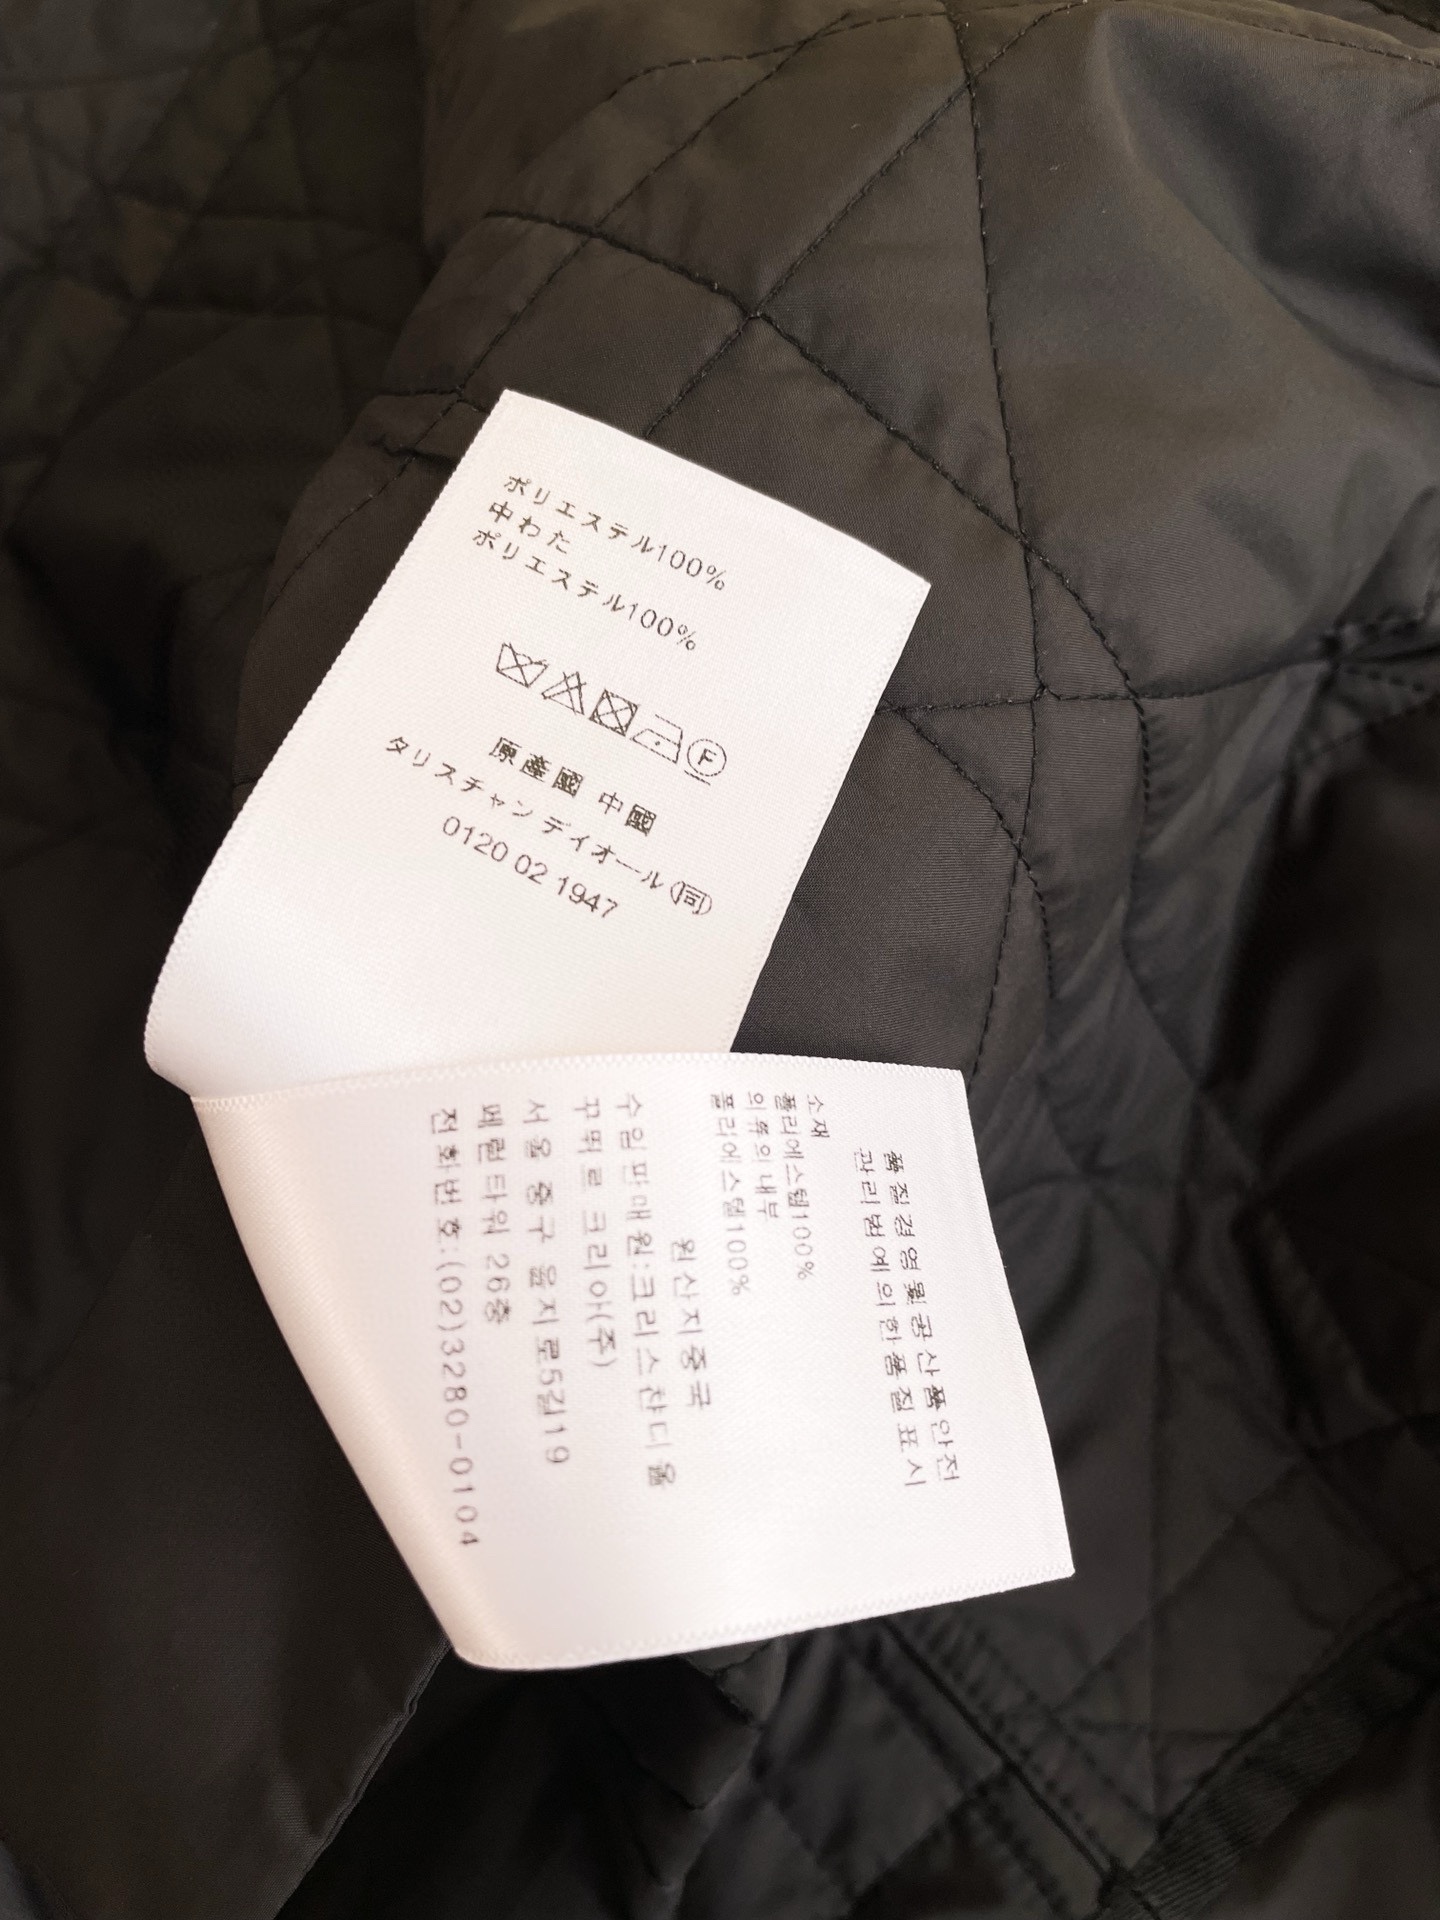 ポリエステル100%
中わた
ポリエステル100%
F
原產國 中國
タリスチャン ディオール (同)
0120 02 1947
품질경영및공산품안전
관리법에의한품질표시
소재
폴리에스텔100%
의류의내부
폴리에스텔100%
원산지중국
수입판매원:크리스챤디올
꾸뛰르 크리아(주)
서울 중구 을지로5길19
페럼타워 26층
전화번호:(02)3280-0104